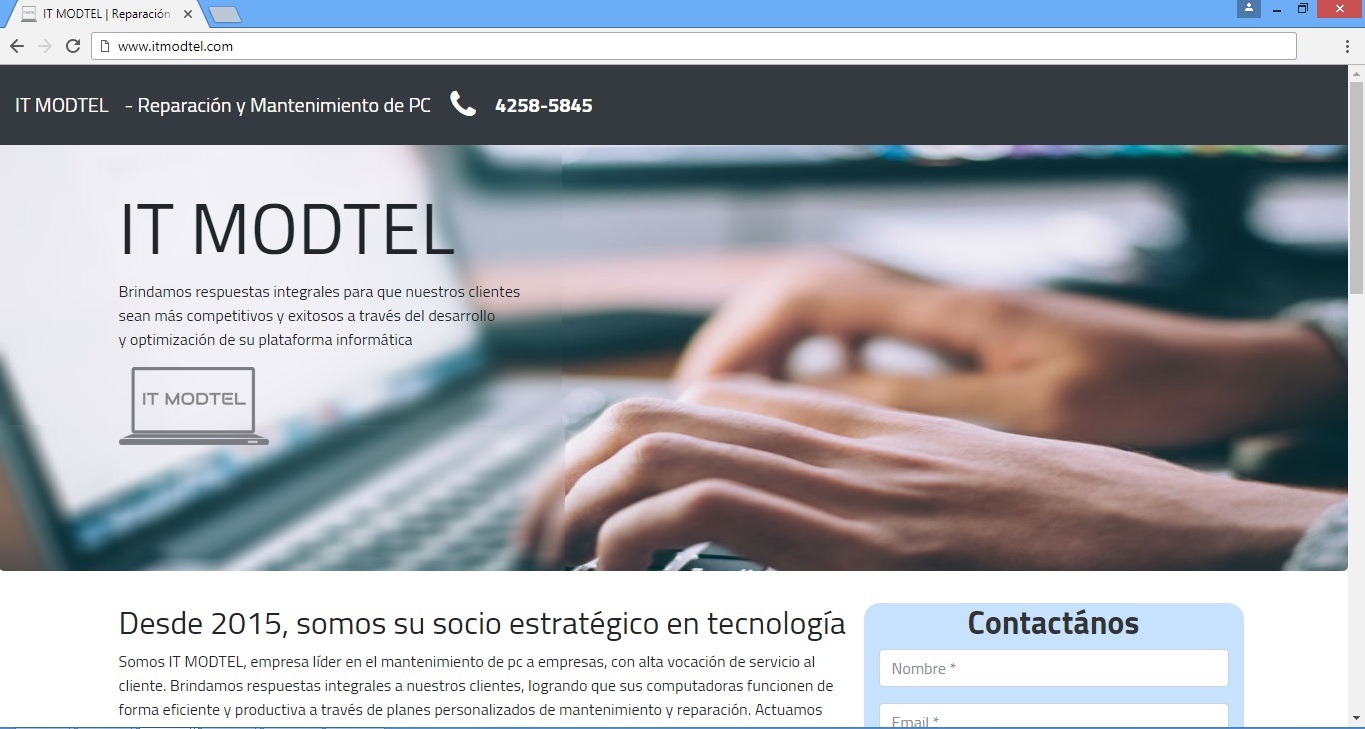 IT MODTEL | Reparación
www.itmodtel.com
IT MODTEL - Reparación y Mantenimiento de PC 4258-5845
IT MODTEL
Brindamos respuestas integrales para que nuestros clientes
sean más competitivos y exitosos a través del desarrollo
y optimización de su plataforma informática
IT MODTEL
Desde 2015, somos su socio estratégico en tecnología
Somos IT MODTEL, empresa líder en el mantenimiento de pc a empresas, con alta vocación de servicio al
cliente. Brindamos respuestas integrales a nuestros clientes, logrando que sus computadoras funcionen de
forma eficiente y productiva a través de planes personalizados de mantenimiento y reparación. Actuamos
Contactános
Nombre *
Email *